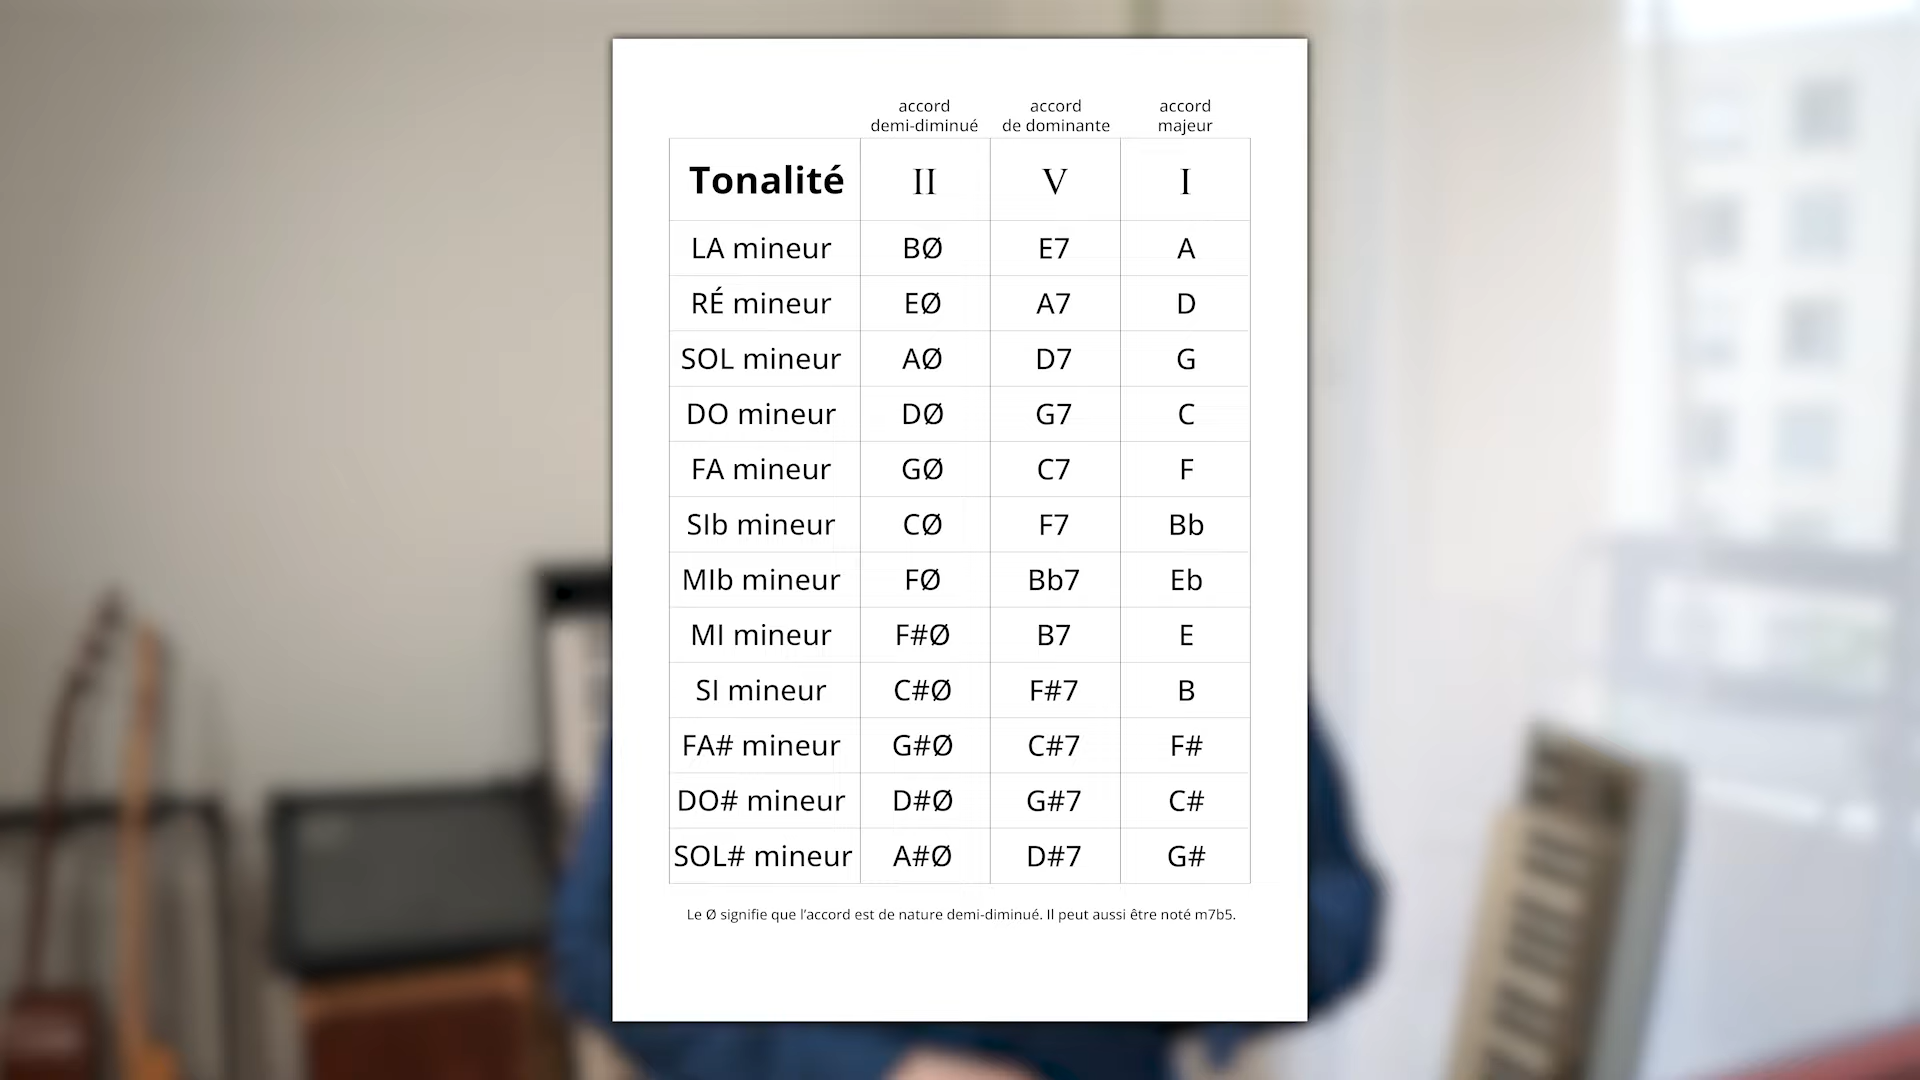 accord
demi-diminué
accord
de dominante
accord
majeur
Tonalité II V I
LA mineur BØ E7 A
RÉ mineur EØ A7 D
SOL mineur AØ D7 G
DO mineur DØ G7 C
FA mineur GØ C7 F
SIb mineur CØ F7 Bb
MIb mineur FØ Bb7 Eb
MI mineur F#Ø B7 E
SI mineur C#Ø F#7 B
FA# mineur G#Ø C#7 F#
DO# mineur D#Ø G#7 C#
SOL# mineur A#Ø D#7 G#
Le Ø signifie que l’accord est de nature demi-diminué. Il peut aussi être noté m7b5.